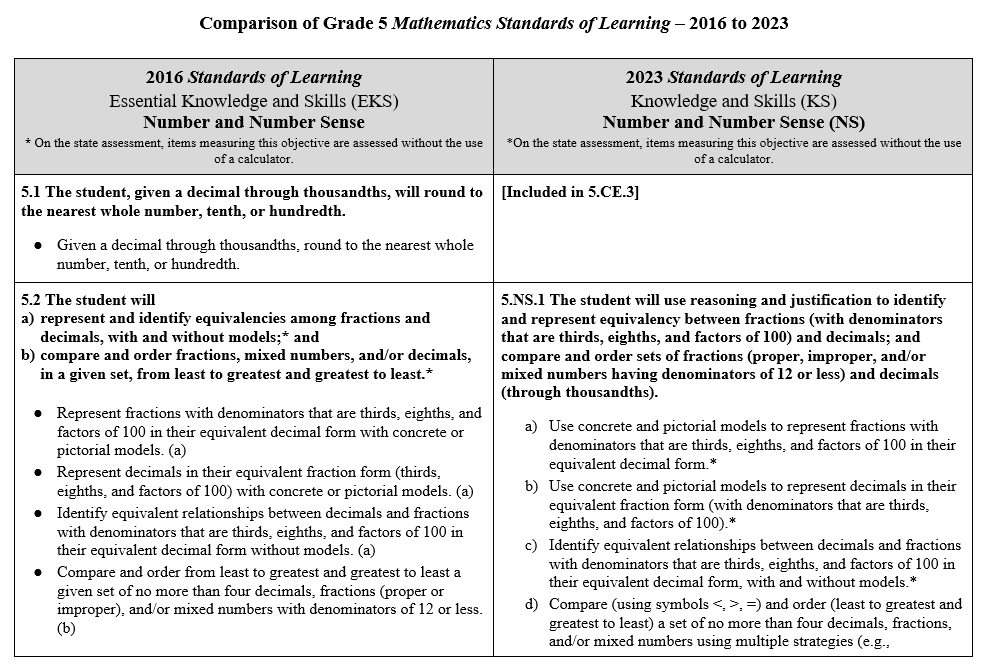 Comparison of Grade 5 Mathematics Standards of Learning – 2016 to 2023
2016 Standards of Learning
Essential Knowledge and Skills (EKS)
Number and Number Sense
* On the state assessment, items measuring this objective are assessed without the use
of a calculator.
2023 Standards of Learning
Knowledge and Skills (KS)
Number and Number Sense (NS)
*On the state assessment, items measuring this objective are assessed without the use
of a calculator.
5.1 The student, given a decimal through thousandths, will round to
the nearest whole number, tenth, or hundredth.
● Given a decimal through thousandths, round to the nearest whole
number, tenth, or hundredth.
[Included in 5.CE.3]
5.2 The student will
a) represent and identify equivalencies among fractions and
decimals, with and without models;* and
b) compare and order fractions, mixed numbers, and/or decimals,
in a given set, from least to greatest and greatest to least.*
● Represent fractions with denominators that are thirds, eighths, and
factors of 100 in their equivalent decimal form with concrete or
pictorial models. (a)
● Represent decimals in their equivalent fraction form (thirds,
eighths, and factors of 100) with concrete or pictorial models. (a)
● Identify equivalent relationships between decimals and fractions
with denominators that are thirds, eighths, and factors of 100 in
their equivalent decimal form without models. (a)
● Compare and order from least to greatest and greatest to least a
given set of no more than four decimals, fractions (proper or
improper), and/or mixed numbers with denominators of 12 or less.
(b)
5.NS.1 The student will use reasoning and justification to identify
and represent equivalency between fractions (with denominators
that are thirds, eighths, and factors of 100) and decimals; and
compare and order sets of fractions (proper, improper, and/or
mixed numbers having denominators of 12 or less) and decimals
(through thousandths).
a) Use concrete and pictorial models to represent fractions with
denominators that are thirds, eighths, and factors of 100 in their
equivalent decimal form.*
b) Use concrete and pictorial models to represent decimals in their
equivalent fraction form (with denominators that are thirds,
eighths, and factors of 100).*
c) Identify equivalent relationships between decimals and fractions
with denominators that are thirds, eighths, and factors of 100 in
their equivalent decimal form, with and without models.*
d) Compare (using symbols <, >, =) and order (least to greatest and
greatest to least) a set of no more than four decimals, fractions,
and/or mixed numbers using multiple strategies (e.g.,